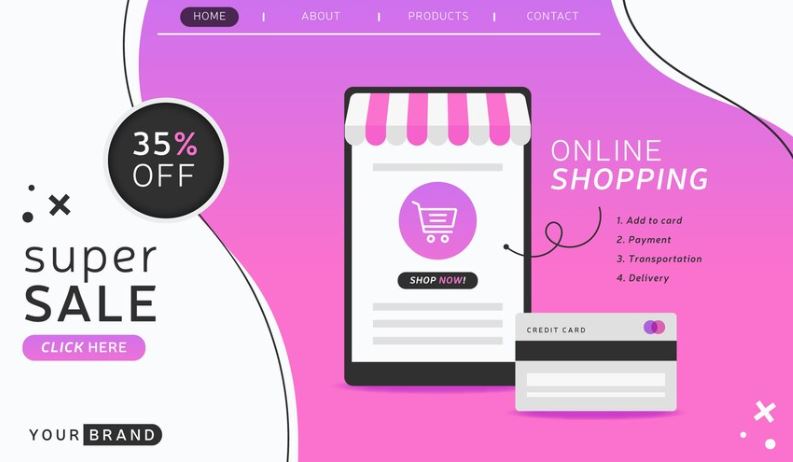 HOME | ABOUT | PRODUCTS | CONTACT
35%
OFF
super
SALE
CLICK HERE
YOUR BRAND
SHOP NOW!
ONLINE
SHOPPING
1. Add to card
2. Payment
3. Transportation
4. Delivery
CREDIT CARD